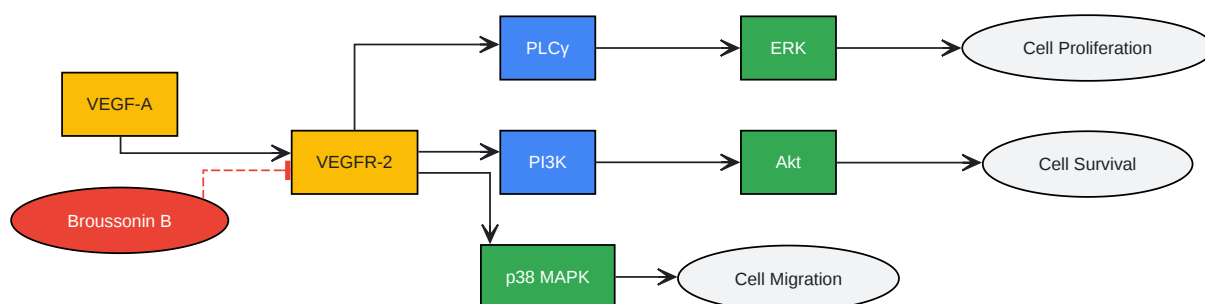 PLCγ
ERK
Cell Proliferation
VEGF-A
VEGFR-2
PI3K
Akt
Cell Survival
Broussonin B
p38 MAPK
Cell Migration